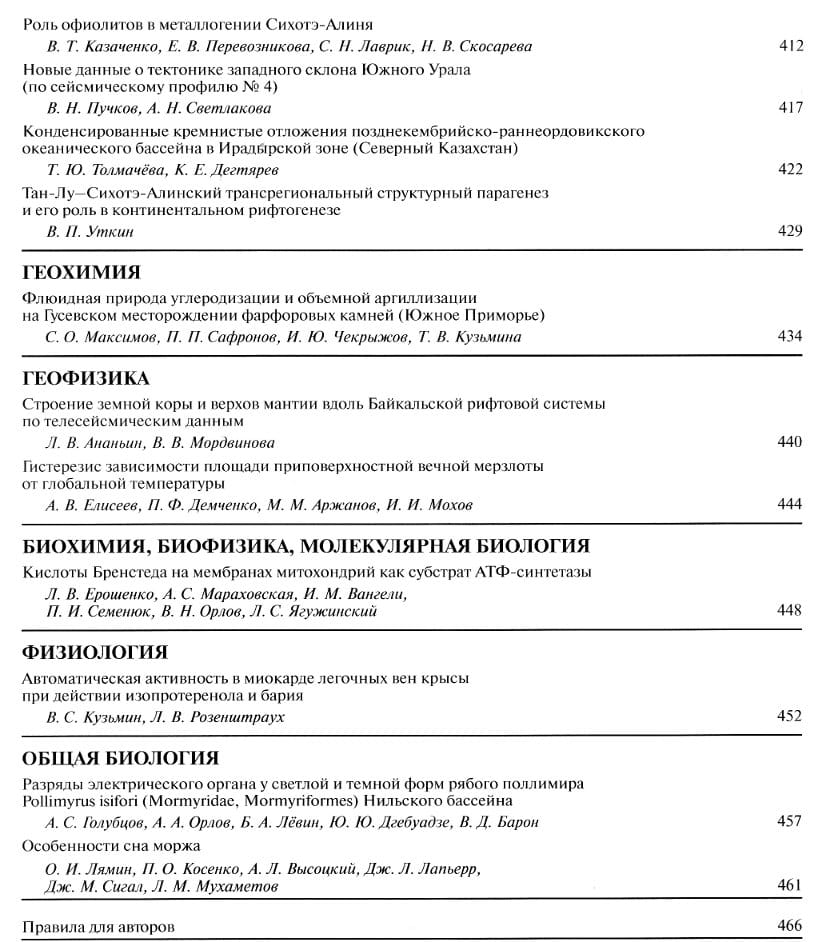 Роль офиолитов в металлогении Сихотэ-Алиня
В. Т. Казаченко, Е. В. Перевозникова, С. Н. Лаврик, Н. В. Скосарева 412
Новые данные о тектонике западного склона Южного Урала
(по сейсмическому профилю № 4)
В. Н. Пучков, А. Н. Светлакова 417
Конденсированные кремнистые отложения позднекембрийско-раннеордовикского
океанического бассейна в Ирадырской зоне (Северный Казахстан)
Т. Ю. Толмачёва, К. Е. Дегтярев 422
Тан-Лу—Сихотэ-Алинский трансрегиональный структурный парагенез
и его роль в континентальном рифтогенезе
В. П. Уткин 429
ГЕОХИМИЯ
Флюидная природа углеродизации и объемной аргиллизации
на Гусевском месторождении фарфоровых камней (Южное Приморье)
С. О. Максимов, П. П. Сафронов, И. Ю. Чекрыжов, Т. В. Кузьмина 434
ГЕОФИЗИКА
Строение земной коры и верхов мантии вдоль Байкальской рифтовой системы
по телесейсмическим данным
Л. В. Ананьин, В. В. Мордвинова 440
Гистерезис зависимости площади приповерхностной вечной мерзлоты
от глобальной температуры
А. В. Елисеев, П. Ф. Демченко, М. М. Аржанов, И. И. Мохов 444
БИОХИМИЯ, БИОФИЗИКА, МОЛЕКУЛЯРНАЯ БИОЛОГИЯ
Кислоты Бренстеда на мембранах митохондрий как субстрат АТФ-синтетазы
Л. В. Ерошенко, А. С. Мараховская, И. М. Вангели,
П. И. Семенюк, В. Н. Орлов, Л. С. Ягужинский 448
ФИЗИОЛОГИЯ
Автоматическая активность в миокарде легочных вен крысы
при действии изопротеренола и бария
В. С. Кузьмин, Л. В. Розенштраух 452
ОБЩАЯ БИОЛОГИЯ
Разряды электрического органа у светлой и темной форм рябого поллимира
Pollimyrus isifori (Mormyridae, Mormyriformes) Нильского бассейна
А. С. Голубцов, А. А. Орлов, Б. А. Лёвин, Ю. Ю. Дгебуадзе, В. Д. Барон 457
Особенности сна моржа
О. И. Лямин, П. О. Косенко, А. Л. Высоцкий, Дж. Л. Лапьерр,
Дж. М. Сигал, Л. М. Мухаметов 461
Правила для авторов 466